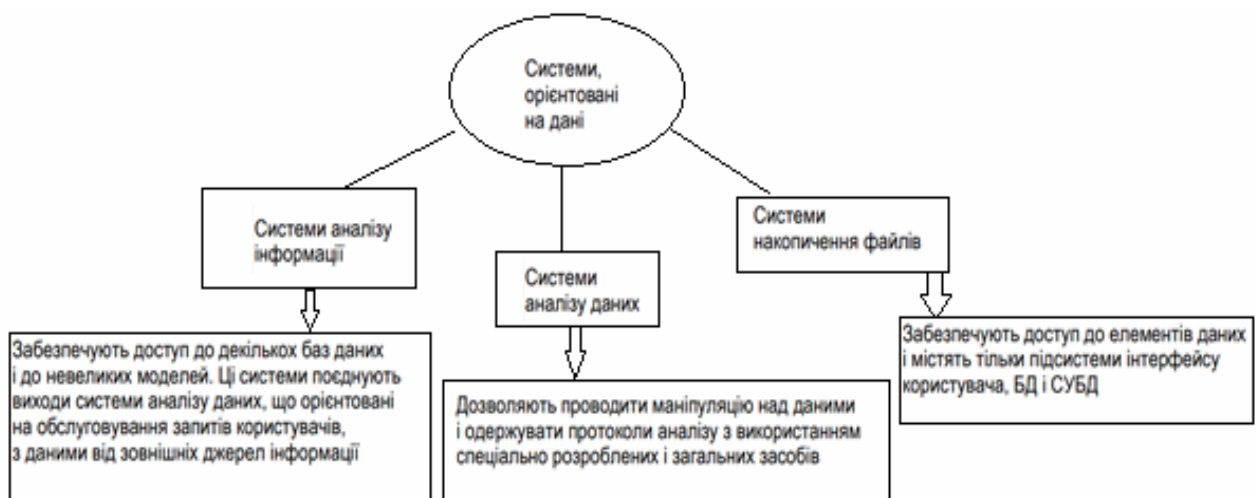 Системи,
орієнтовані
на дані
Системи аналізу
інформації
Системи
аналізу даних
Системи
накопичення файлів
Забезпечують доступ до декількох баз даних
і до невеликих моделей. Ці системи поєднують
виходи системи аналізу даних, що орієнтовані
на обслуговування запитів користувачів,
з даними від зовнішніх джерел інформації
Дозволяють проводити маніпуляцію над даними
і одержувати протоколи аналізу з використанням
спеціально розроблених і загальних засобів
Забезпечують доступ до елементів даних
і містять тільки підсистеми інтерфейсу
користувача, БД і СУБД